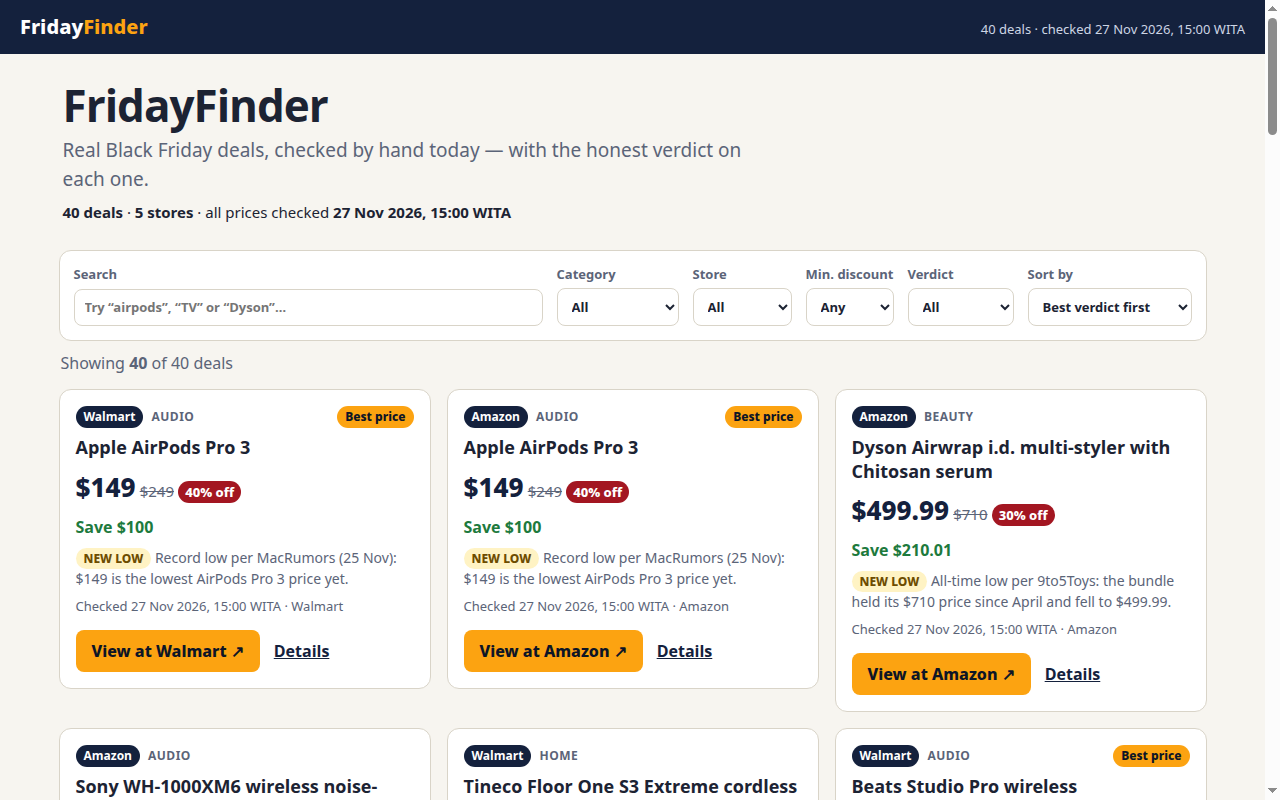 FridayFinder
40 deals · checked 27 Nov 2026, 15:00 WITA
FridayFinder
Real Black Friday deals, checked by hand today — with the honest verdict on
each one.
40 deals · 5 stores · all prices checked 27 Nov 2026, 15:00 WITA
Search
Category
Store
Min. discount
Verdict
Sort by
Try “airpods”, “TV” or “Dyson”…
All
All
Any
All
Best verdict first
Showing 40 of 40 deals
Walmart AUDIO Best price
Apple AirPods Pro 3
$149 $249 40% off
Save $100
NEW LOW Record low per MacRumors (25 Nov):
$149 is the lowest AirPods Pro 3 price yet.
Checked 27 Nov 2026, 15:00 WITA · Walmart
View at Walmart ↗ Details
Amazon AUDIO Best price
Apple AirPods Pro 3
$149 $249 40% off
Save $100
NEW LOW Record low per MacRumors (25 Nov):
$149 is the lowest AirPods Pro 3 price yet.
Checked 27 Nov 2026, 15:00 WITA · Amazon
View at Amazon ↗ Details
Amazon BEAUTY
Dyson Airwrap i.d. multi-styler with
Chitosan serum
$499.99 $710 30% off
Save $210.01
NEW LOW All-time low per 9to5Toys: the bundle
held its $710 price since April and fell to $499.99.
Checked 27 Nov 2026, 15:00 WITA · Amazon
View at Amazon ↗ Details
Amazon AUDIO
Sony WH-1000XM6 wireless noise-
Walmart HOME
Tineco Floor One S3 Extreme cordless
Walmart AUDIO Best price
Beats Studio Pro wireless